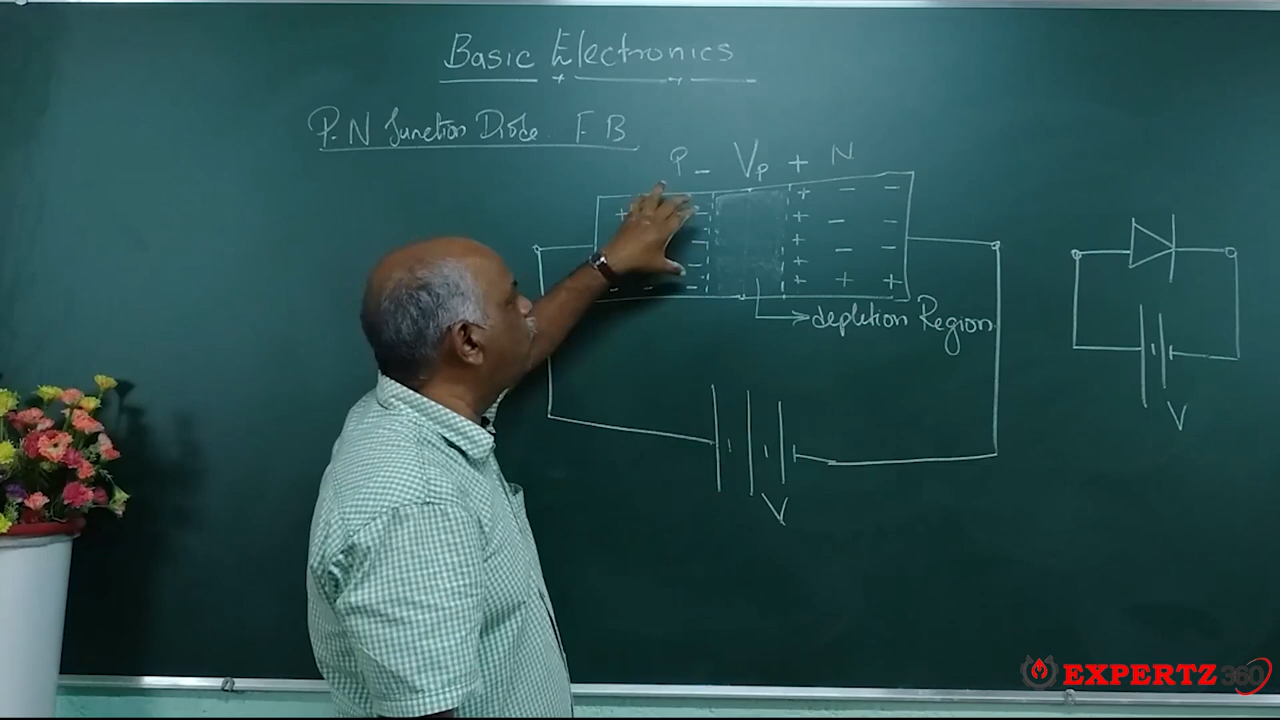 Basic Electronics
P.N Junction Diode. F B
P - Vp + N
+ - + - -
- + - -
- + - -
- +
- - - + + +
depletion Region
V
V
EXPERTZ 360